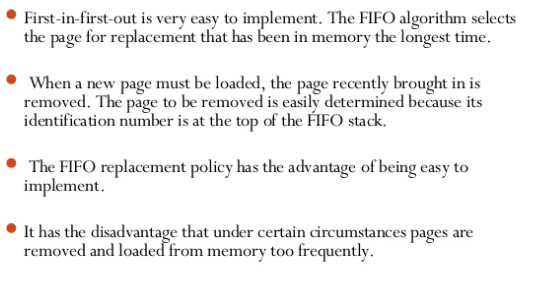 • First-in-first-out is very easy to implement. The FIFO algorithm selects
the page for replacement that has been in memory the longest time.
• When a new page must be loaded, the page recently brought in is
removed. The page to be removed is easily determined because its
identification number is at the top of the FIFO stack.
• The FIFO replacement policy has the advantage of being easy to
implement.
• It has the disadvantage that under certain circumstances pages are
removed and loaded from memory too frequently.